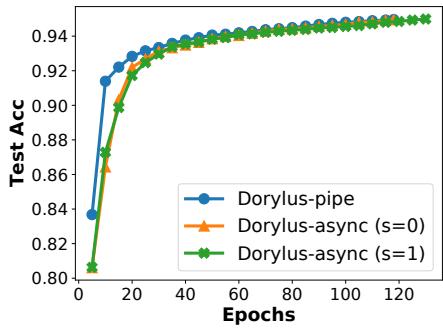 0.94
0.92
0.90
0.88
0.86
0.84
0.82
0.80
Test Acc
0 20 40 60 80 100 120
Epochs
Dorylus-pipe
Dorylus-async (s=0)
Dorylus-async (s=1)